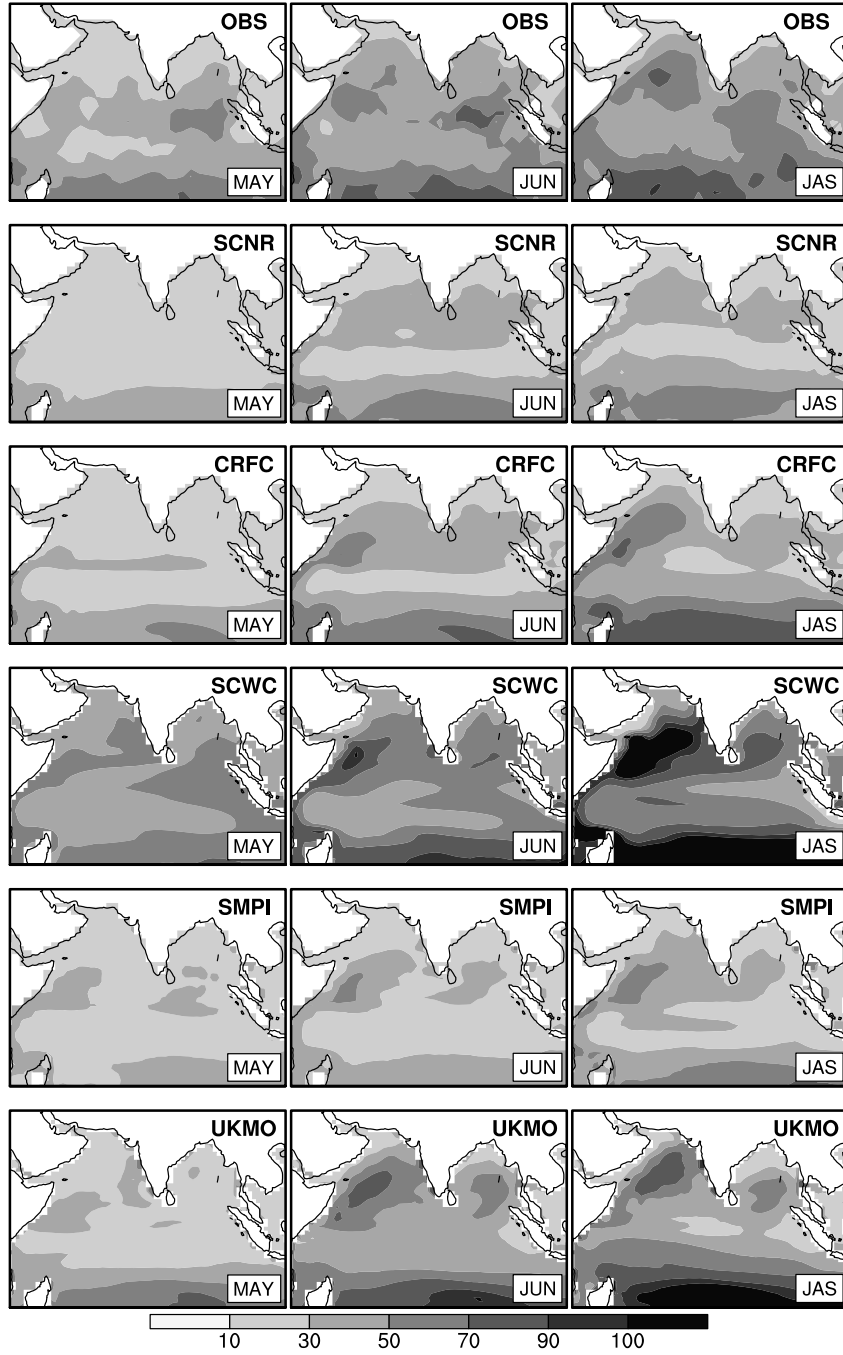 OBS OBS OBS
MAY JUN JAS
SCNR SCNR SCNR
MAY JUN JAS
CRFC CRFC CRFC
MAY JUN JAS
SCWC SCWC SCWC
MAY JUN JAS
SMPI SMPI SMPI
MAY JUN JAS
UKMO UKMO UKMO
MAY JUN JAS
10 30 50 70 90 100